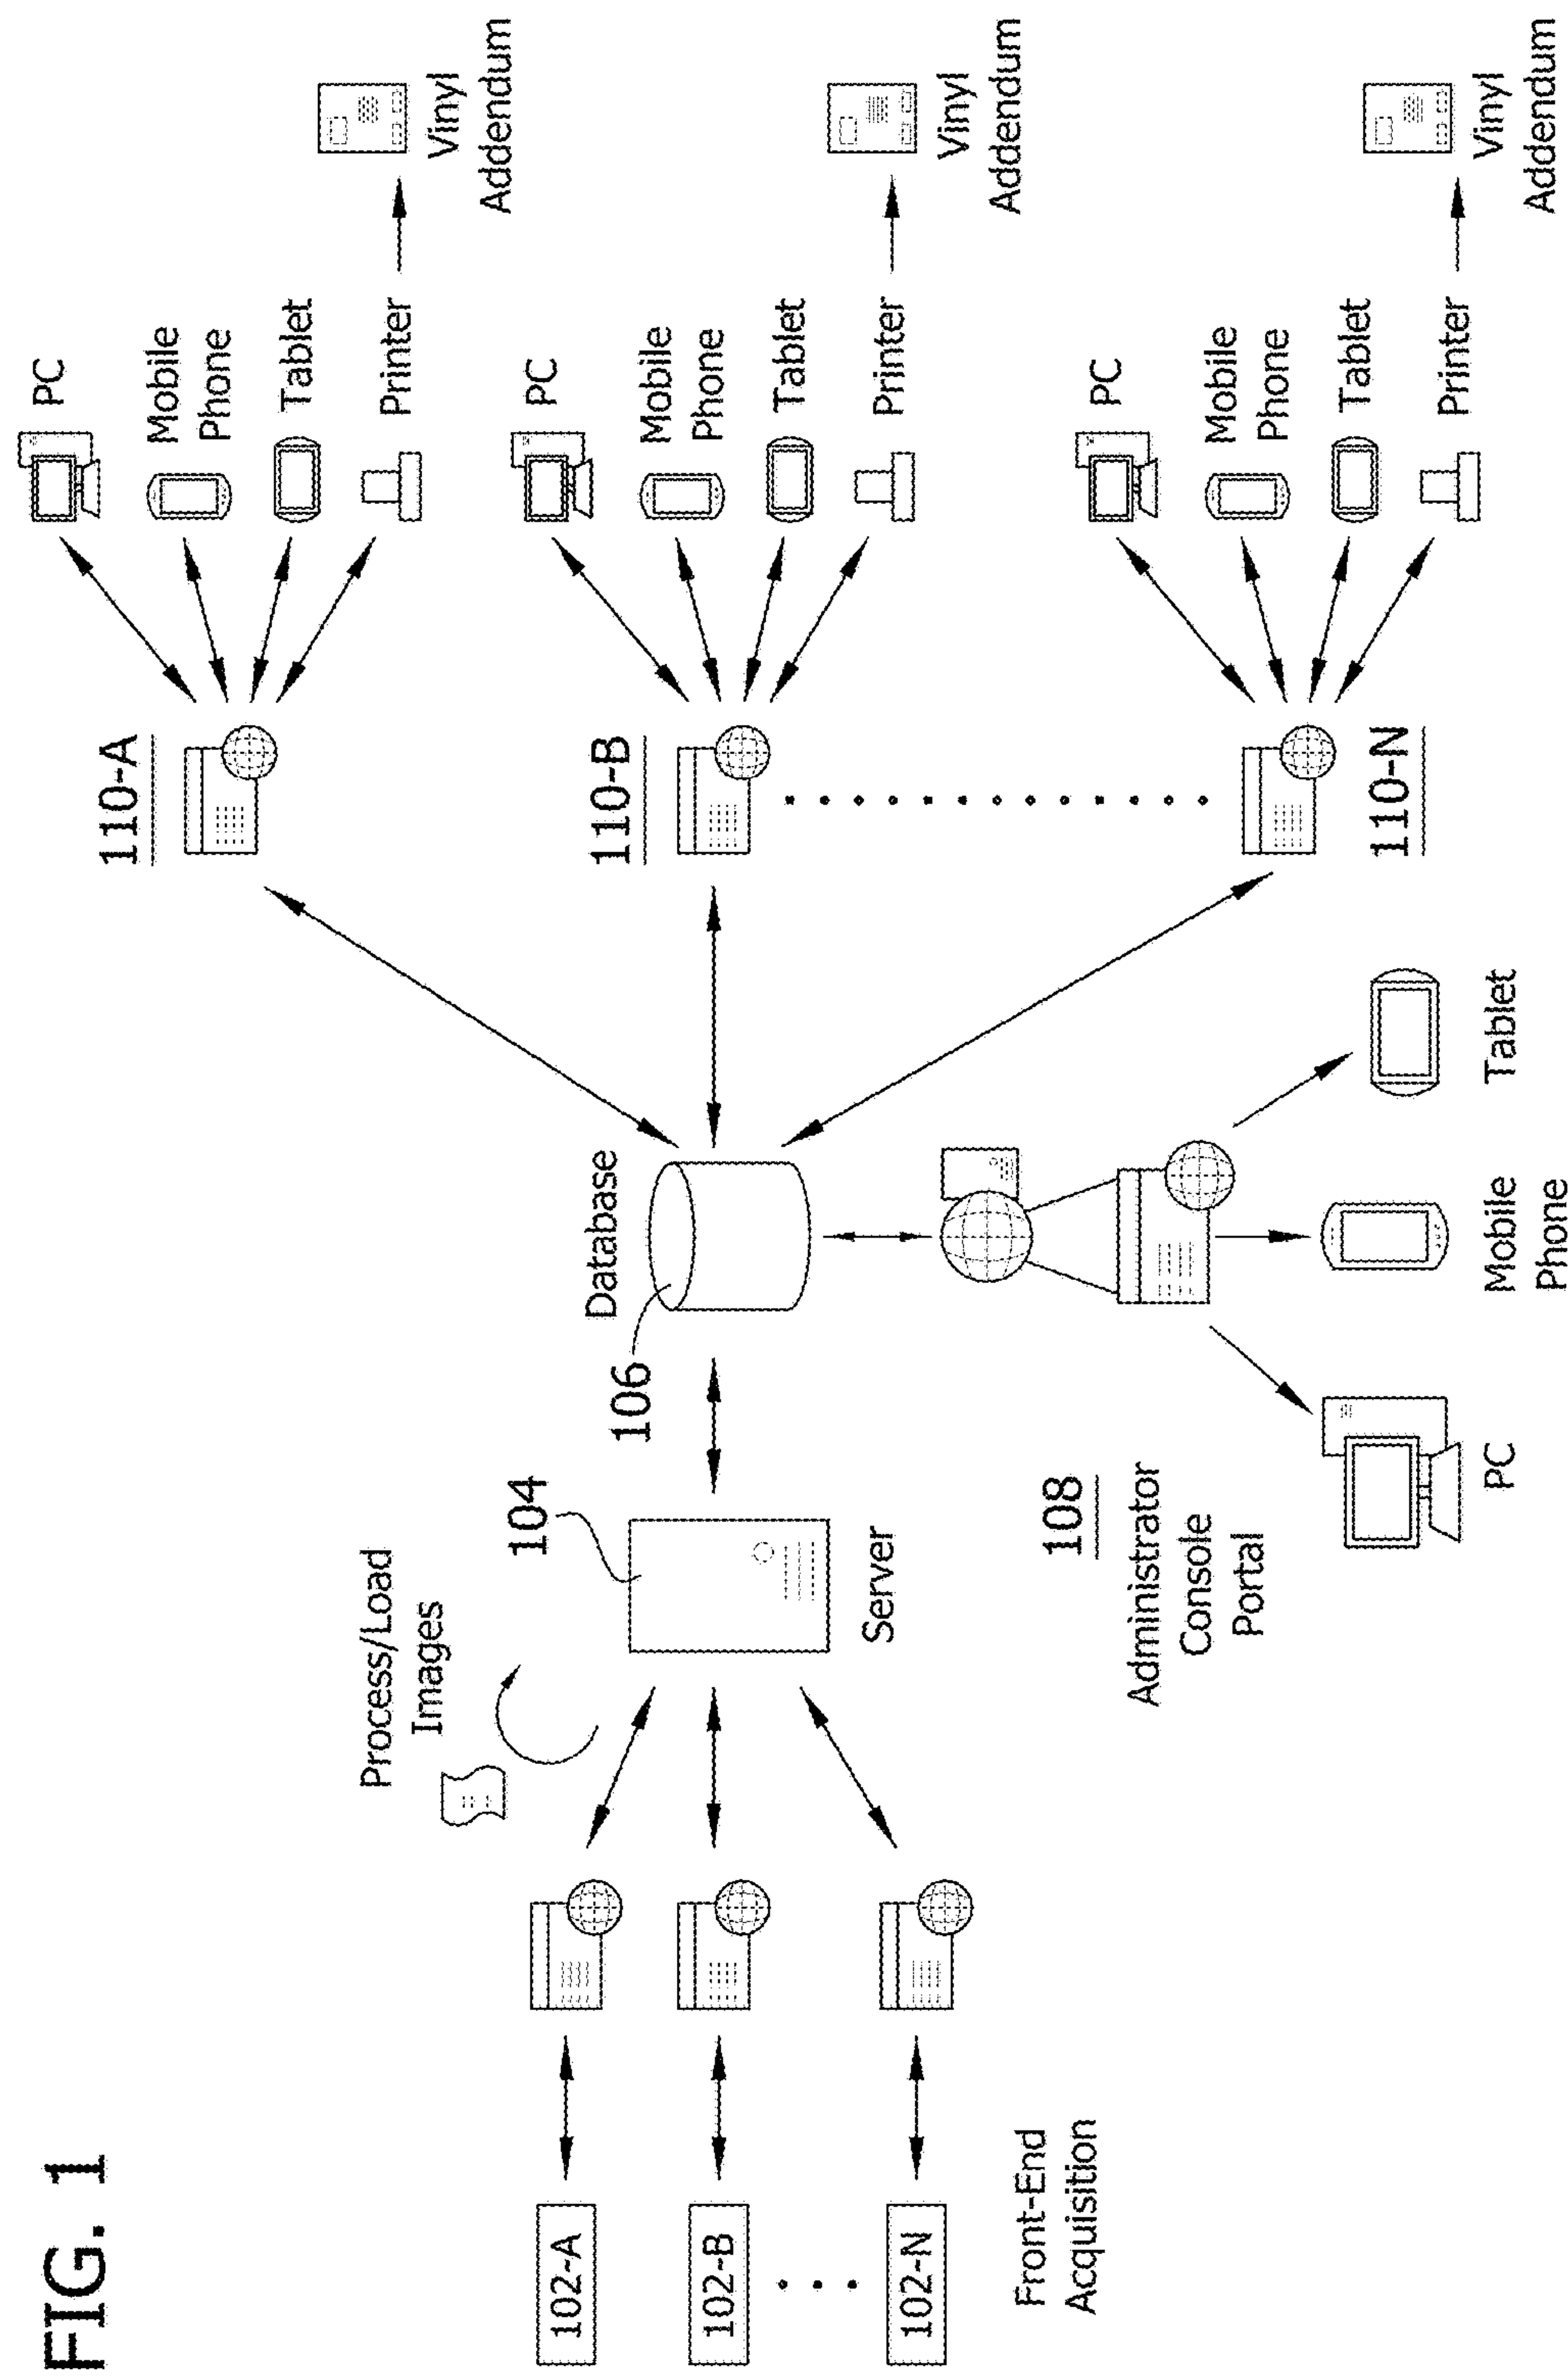 FIG. 1
102-A
102-B
102-N
Front-End
Acquisition
Process/Load
Images
104
Server
106
Database
108
Administrator
Console
Portal
PC
Mobile
Phone
Tablet
110-A
PC
Mobile
Phone
Tablet
Printer
Vinyl
Addendum
110-B
PC
Mobile
Phone
Tablet
Printer
Vinyl
Addendum
110-N
PC
Mobile
Phone
Tablet
Printer
Vinyl
Addendum